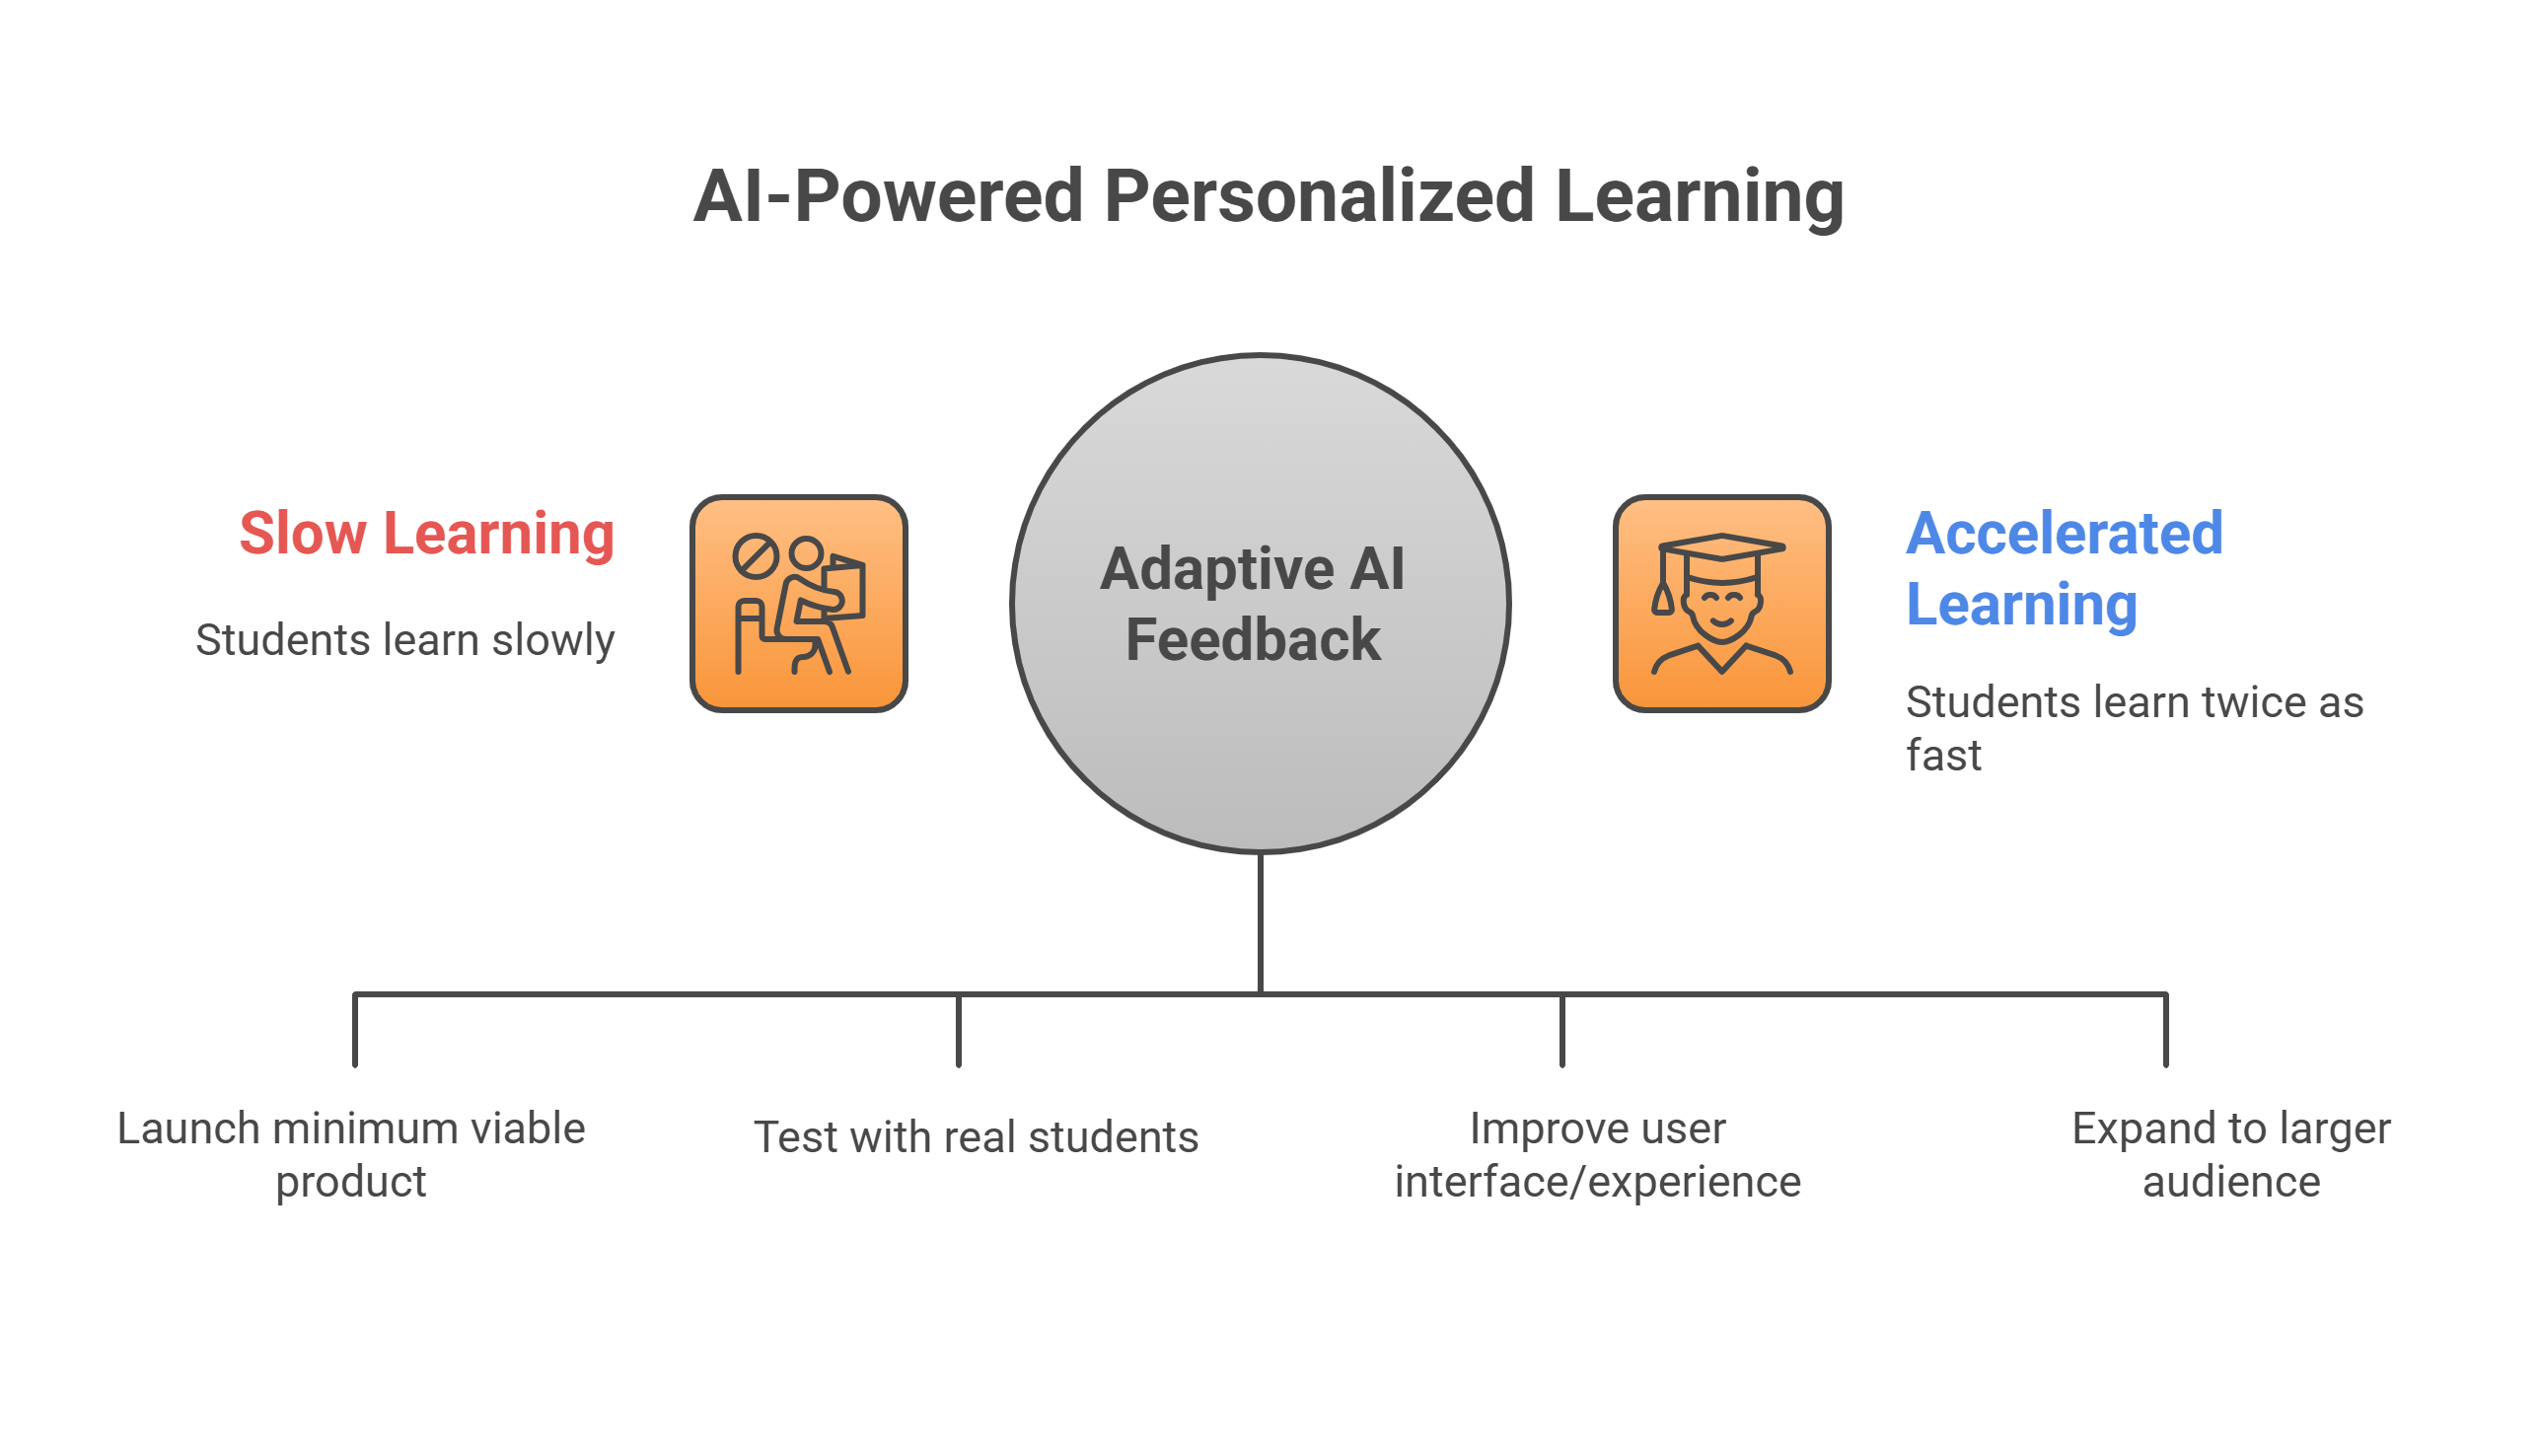 AI-Powered Personalized Learning
Slow Learning
Students learn slowly
Adaptive AI
Feedback
Accelerated
Learning
Students learn twice as
fast
Launch minimum viable
product
Test with real students
Improve user
interface/experience
Expand to larger
audience